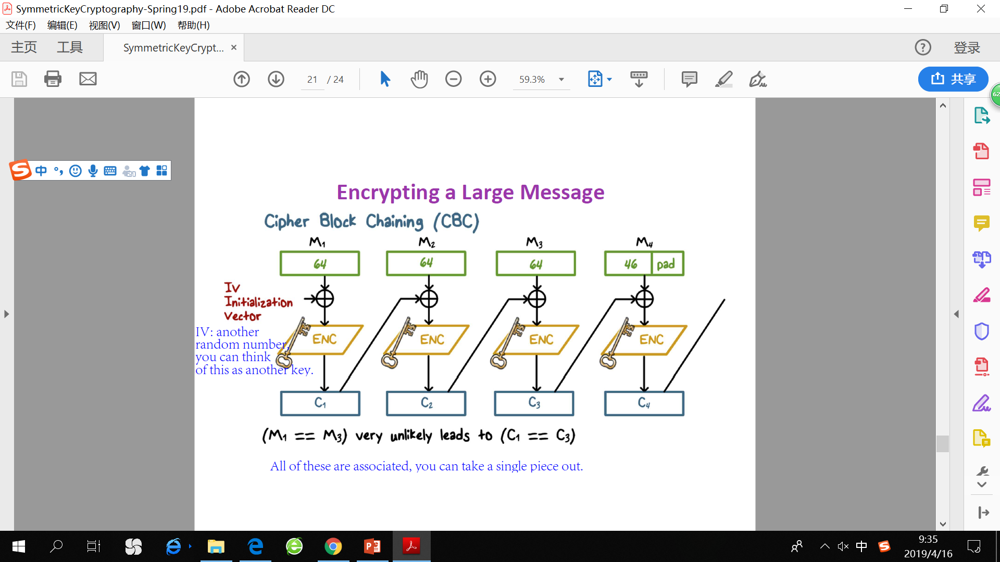 SymmetricKeyCryptography-Spring19.pdf - Adobe Acrobat Reader DC
文件(F) 编辑(E) 视图(V) 窗口(W) 帮助(H)
主页 工具 SymmetricKeyCrypt... × 登录
21 / 24 59.3% 共享
62
中
Encrypting a Large Message
Cipher Block Chaining (CBC)
M1 M2 M3 M4
64 64 64 46 pad
IV
Initialization
Vector
IV: another
random number,
you can think
of this as another key.
ENC ENC ENC ENC
C1 C2 C3 C4
(M1 == M3) very unlikely leads to (C1 == C3)
All of these are associated, you can take a single piece out.
中
9:35
2019/4/16